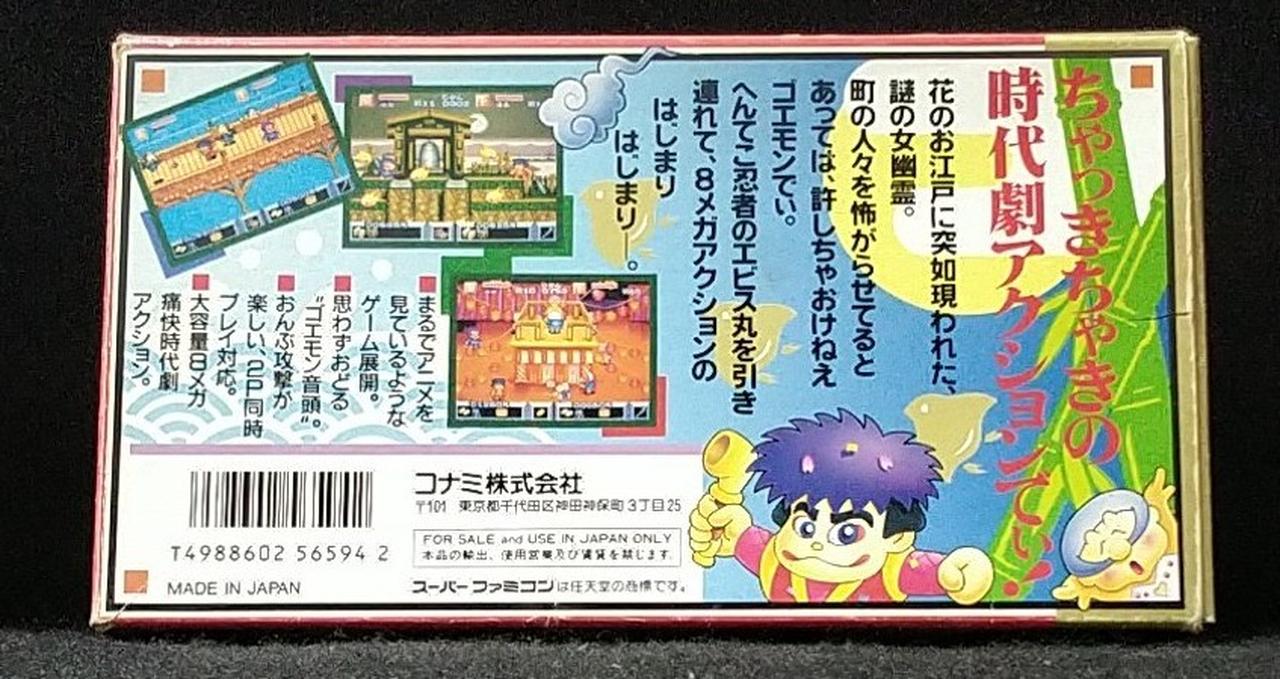 ちゃっきちゃきの
時代劇アクションでい!
花のお江戸に突如現われた、
謎の女幽霊。
町の人々を怖がらせてると
あっては、許しちゃおけねえ
ゴエモンでい。
へんてこ忍者のエビス丸を引き
連れて、8メガアクションの
はじまり
はじまりー。
まるでアニメを
見ているような
ゲーム展開。
思わずおどる
“ゴエモン音頭”。
おんぶ攻撃が
楽しい、2P同時
プレイ対応。
大容量8メガ
痛快時代劇
アクション。
コナミ株式会社
〒101 東京都千代田区神田神保町3丁目25
FOR SALE and USE IN JAPAN ONLY
本品の輸出、使用営業及び賃貸を禁じます。
スーパーファミコンは任天堂の商標です。
T4988602 56594 2
MADE IN JAPAN